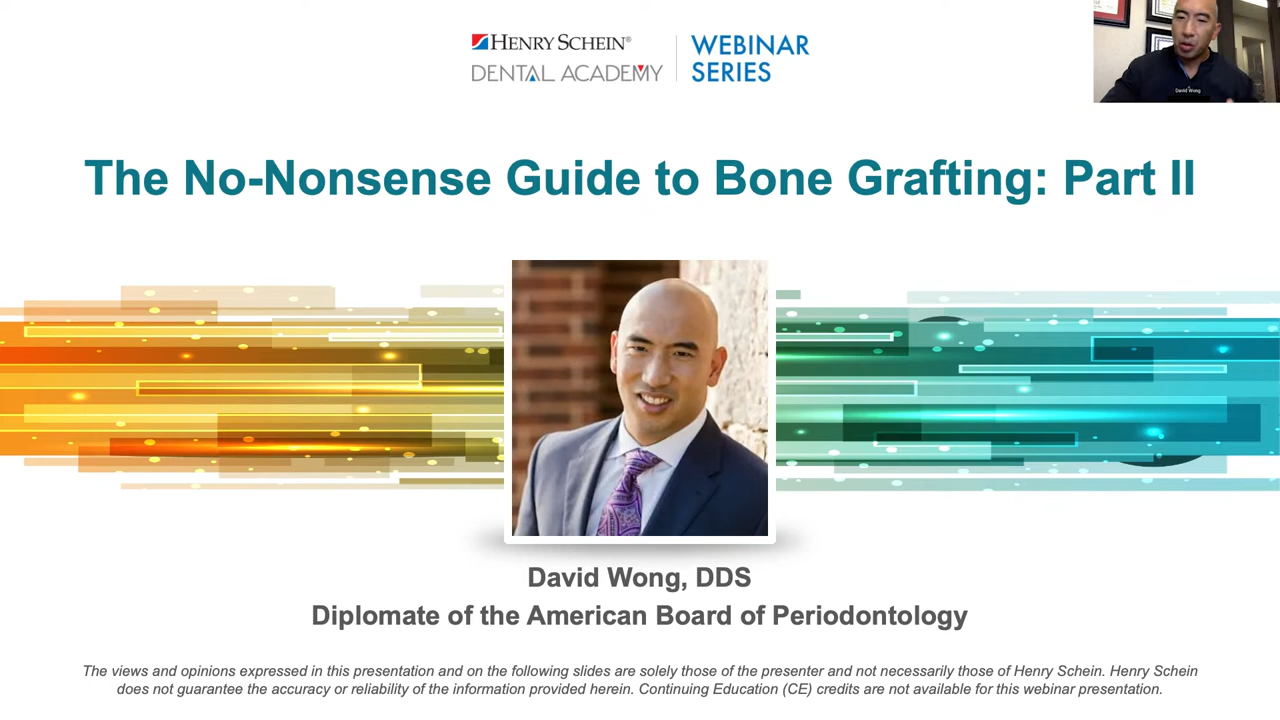 HENRY SCHEIN®
DENTAL ACADEMY
WEBINAR
SERIES
David Wong
The No-Nonsense Guide to Bone Grafting: Part II
David Wong, DDS
Diplomate of the American Board of Periodontology
The views and opinions expressed in this presentation and on the following slides are solely those of the presenter and not necessarily those of Henry Schein. Henry Schein
does not guarantee the accuracy or reliability of the information provided herein. Continuing Education (CE) credits are not available for this webinar presentation.